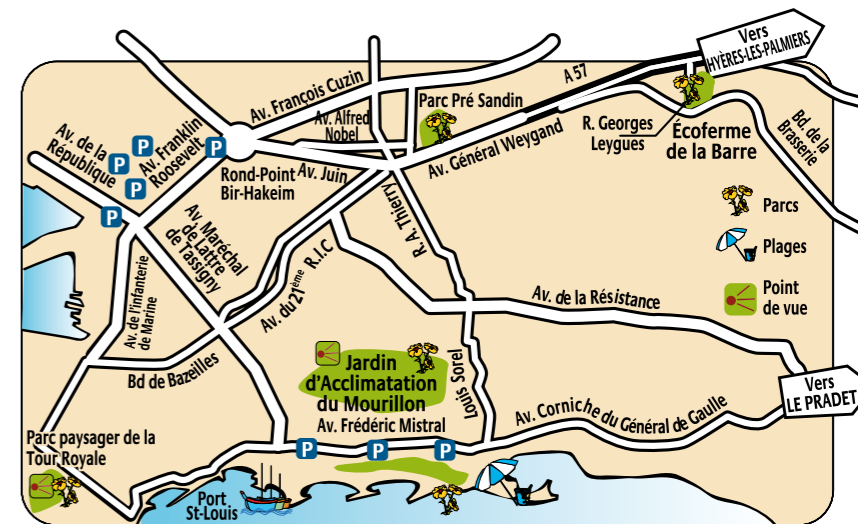 Vers
HYÈRES-LES-PALMIERS
A 57
Av. François Cuzin
Parc Pré Sandin
Av. Alfred
Nobel
R. Georges
Leygues
Écoferme
de la Barre
Bd. de la
Brasserie
Av. Général Weygand
Av. de la
République
P
P
P
Av. Franklin
Roosevelt
P
P
Rond-Point
Bir-Hakeim
Av. Juin
R. A. Thierry
Parcs
Plages
Point
de vue
Av. Maréchal
de Lattre
de Tassigny
Av. du 21ème R.I.C
Av. de l'infanterie
de Marine
Av. de la Résistance
Bd de Bazeilles
Jardin
d'Acclimatation
du Mourillon
Louis Sorel
Av. Frédéric Mistral
Av. Corniche du Général de Gaulle
Vers
LE PRADET
P
P
P
Parc paysager de la
Tour Royale
Port
St-Louis